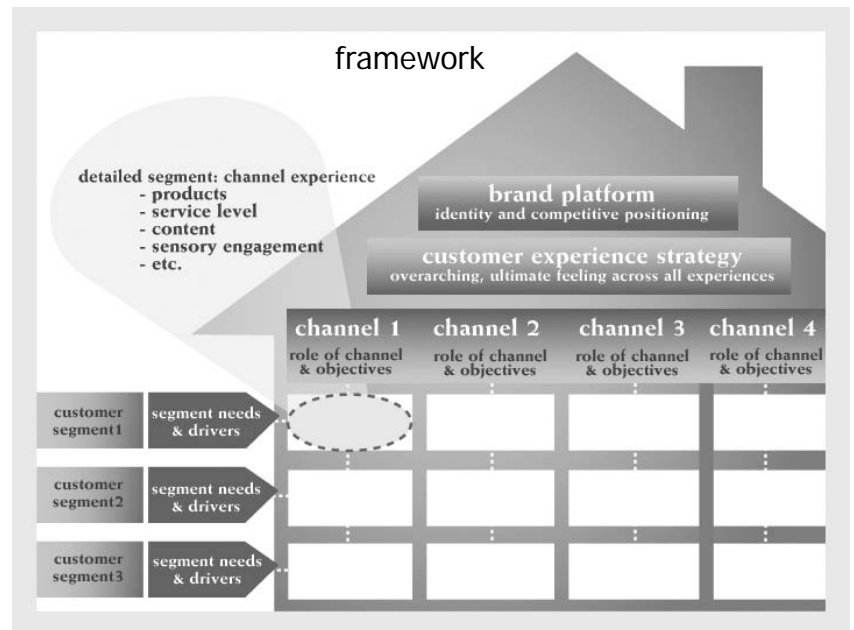 framework
detailed segment: channel experience
- products
- service level
- content
- sensory engagement
- etc.
brand platform
identity and competitive positioning
customer experience strategy
overarching, ultimate feeling across all experiences
channel 1
role of channel
& objectives
channel 2
role of channel
& objectives
channel 3
role of channel
& objectives
channel 4
role of channel
& objectives
customer
segment1
segment needs
& drivers
customer
segment2
segment needs
& drivers
customer
segment3
segment needs
& drivers